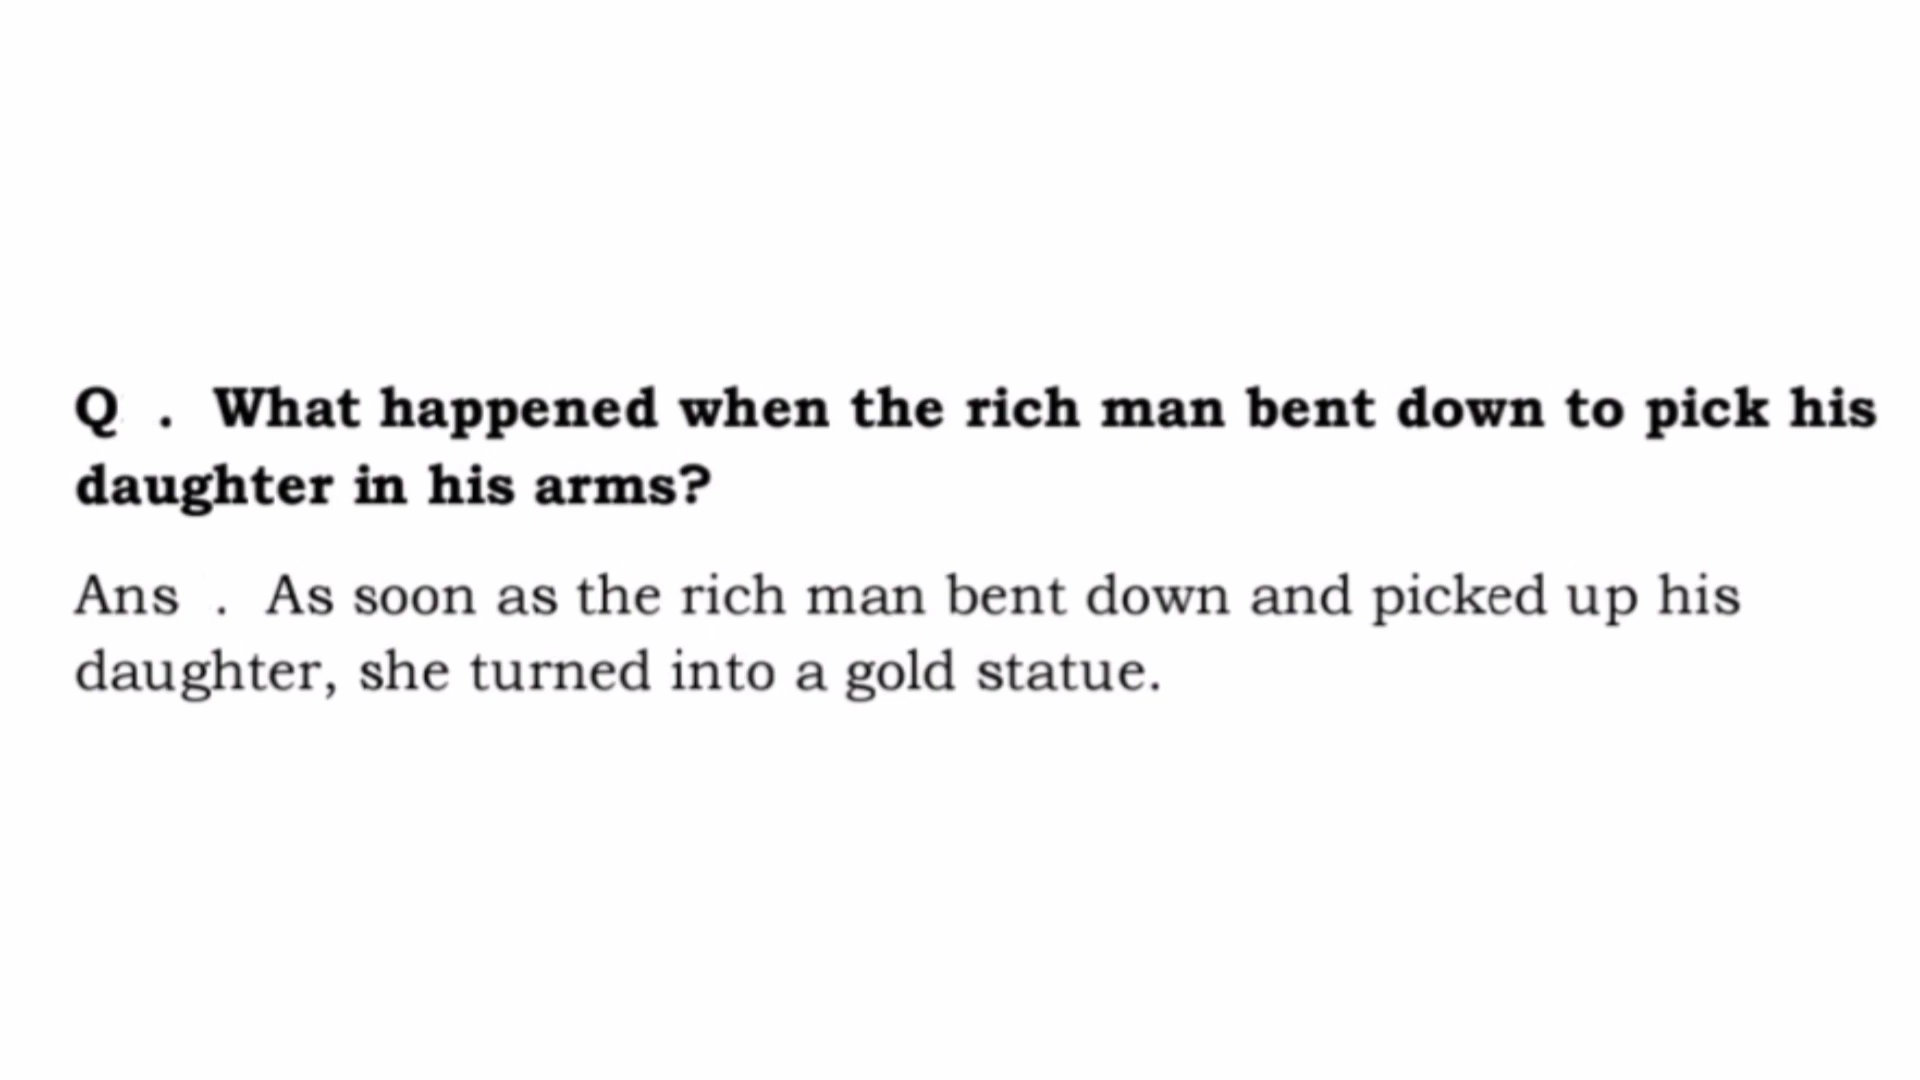 Q . What happened when the rich man bent down to pick his
daughter in his arms?
Ans . As soon as the rich man bent down and picked up his
daughter, she turned into a gold statue.